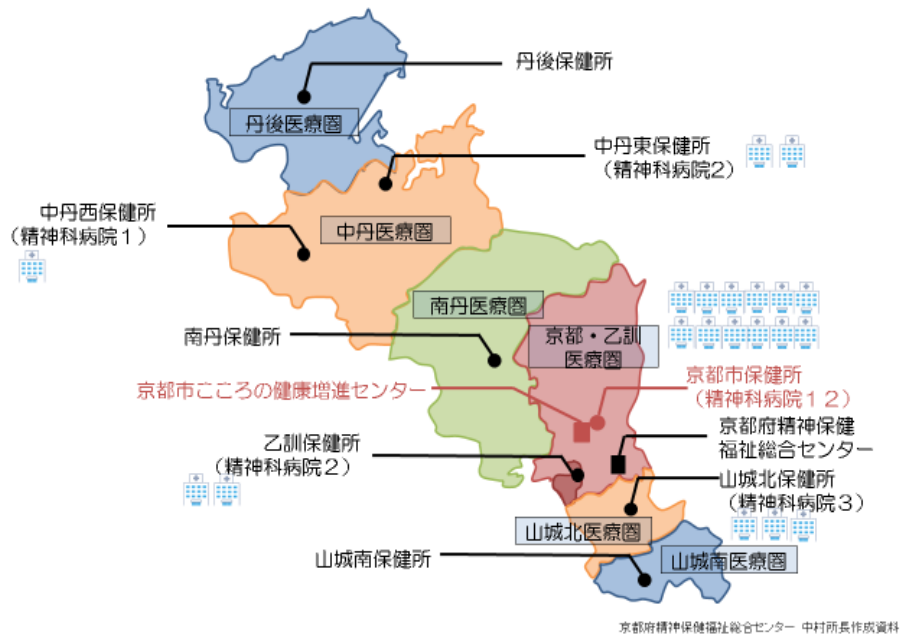 丹後保健所
丹後医療圏
中丹東保健所
（精神科病院2）
中丹西保健所
（精神科病院１）
中丹医療圏
南丹医療圏
南丹保健所
京都・乙訓
医療圏
京都市こころの健康増進センター
京都市保健所
（精神科病院１２）
京都府精神保健
福祉総合センター
乙訓保健所
（精神科病院２）
山城北保健所
（精神科病院３）
山城北医療圏
山城南保健所
山城南医療圏
京都府精神保健福祉総合センター 中村所長作成資料